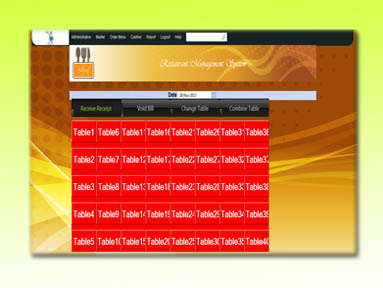 Administration Master Order Menu Cashier Report Logout Help
Restaurant Management System
Date
Receive Receipt Void Bill Change Table Combine Table
Table1 Table6 Table11 Table16 Table21 Table26 Table31 Table36
Table2 Table7 Table12 Table17 Table22 Table27 Table32 Table37
Table3 Table8 Table13 Table18 Table23 Table28 Table33 Table38
Table4 Table9 Table14 Table19 Table24 Table29 Table34 Table39
Table5 Table10 Table15 Table20 Table25 Table30 Table35 Table40